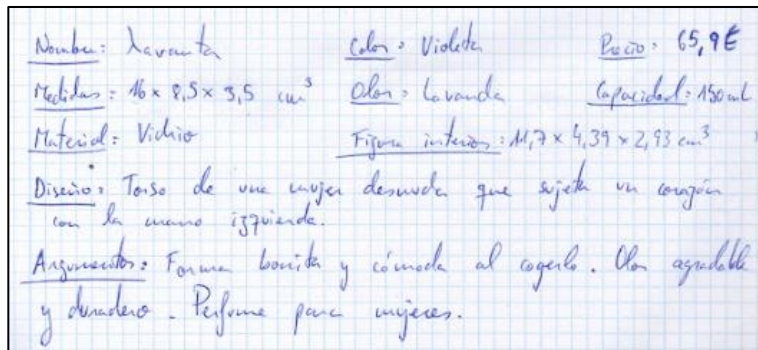 Nombre: Lavanta Color: Violeta Precio: 65,9€
Medidas: 16 x 8,5 x 3,5 cm³ Olor: Lavanda Capacidad: 150 ml
Material: Vidrio Figura interior: 11,7 x 4,39 x 2,93 cm³
Diseño: Torso de una mujer desnuda que sujeta un corazón
con la mano izquierda.
Argumentos: Forma bonita y cómoda al cogerlo. Olor agradable
y duradero. Perfume para mujeres.